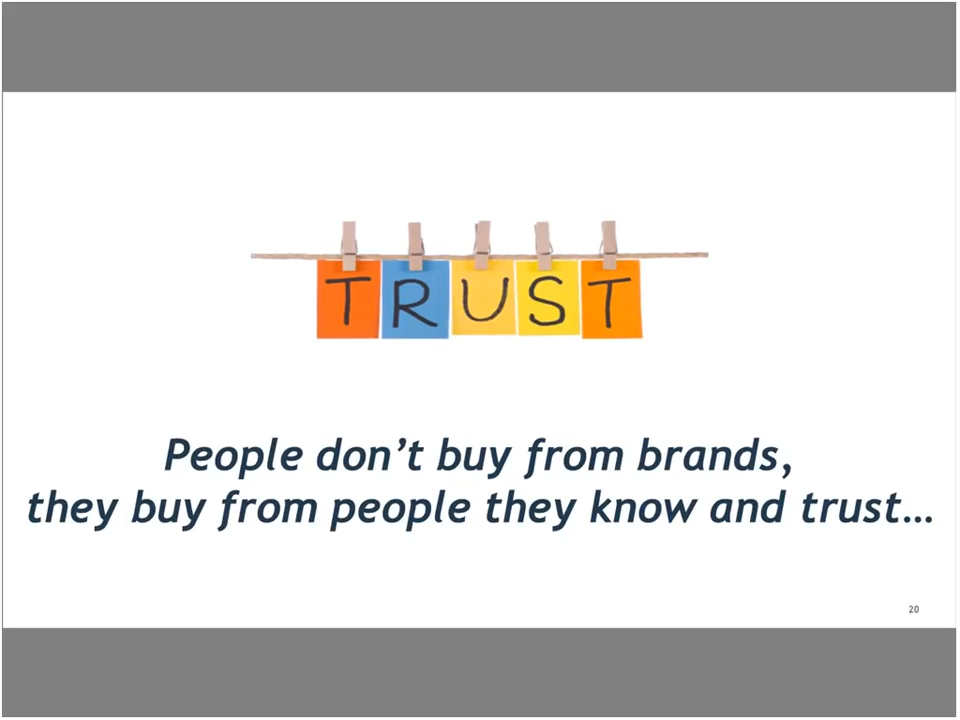 TRUST
People don’t buy from brands,
they buy from people they know and trust…
20